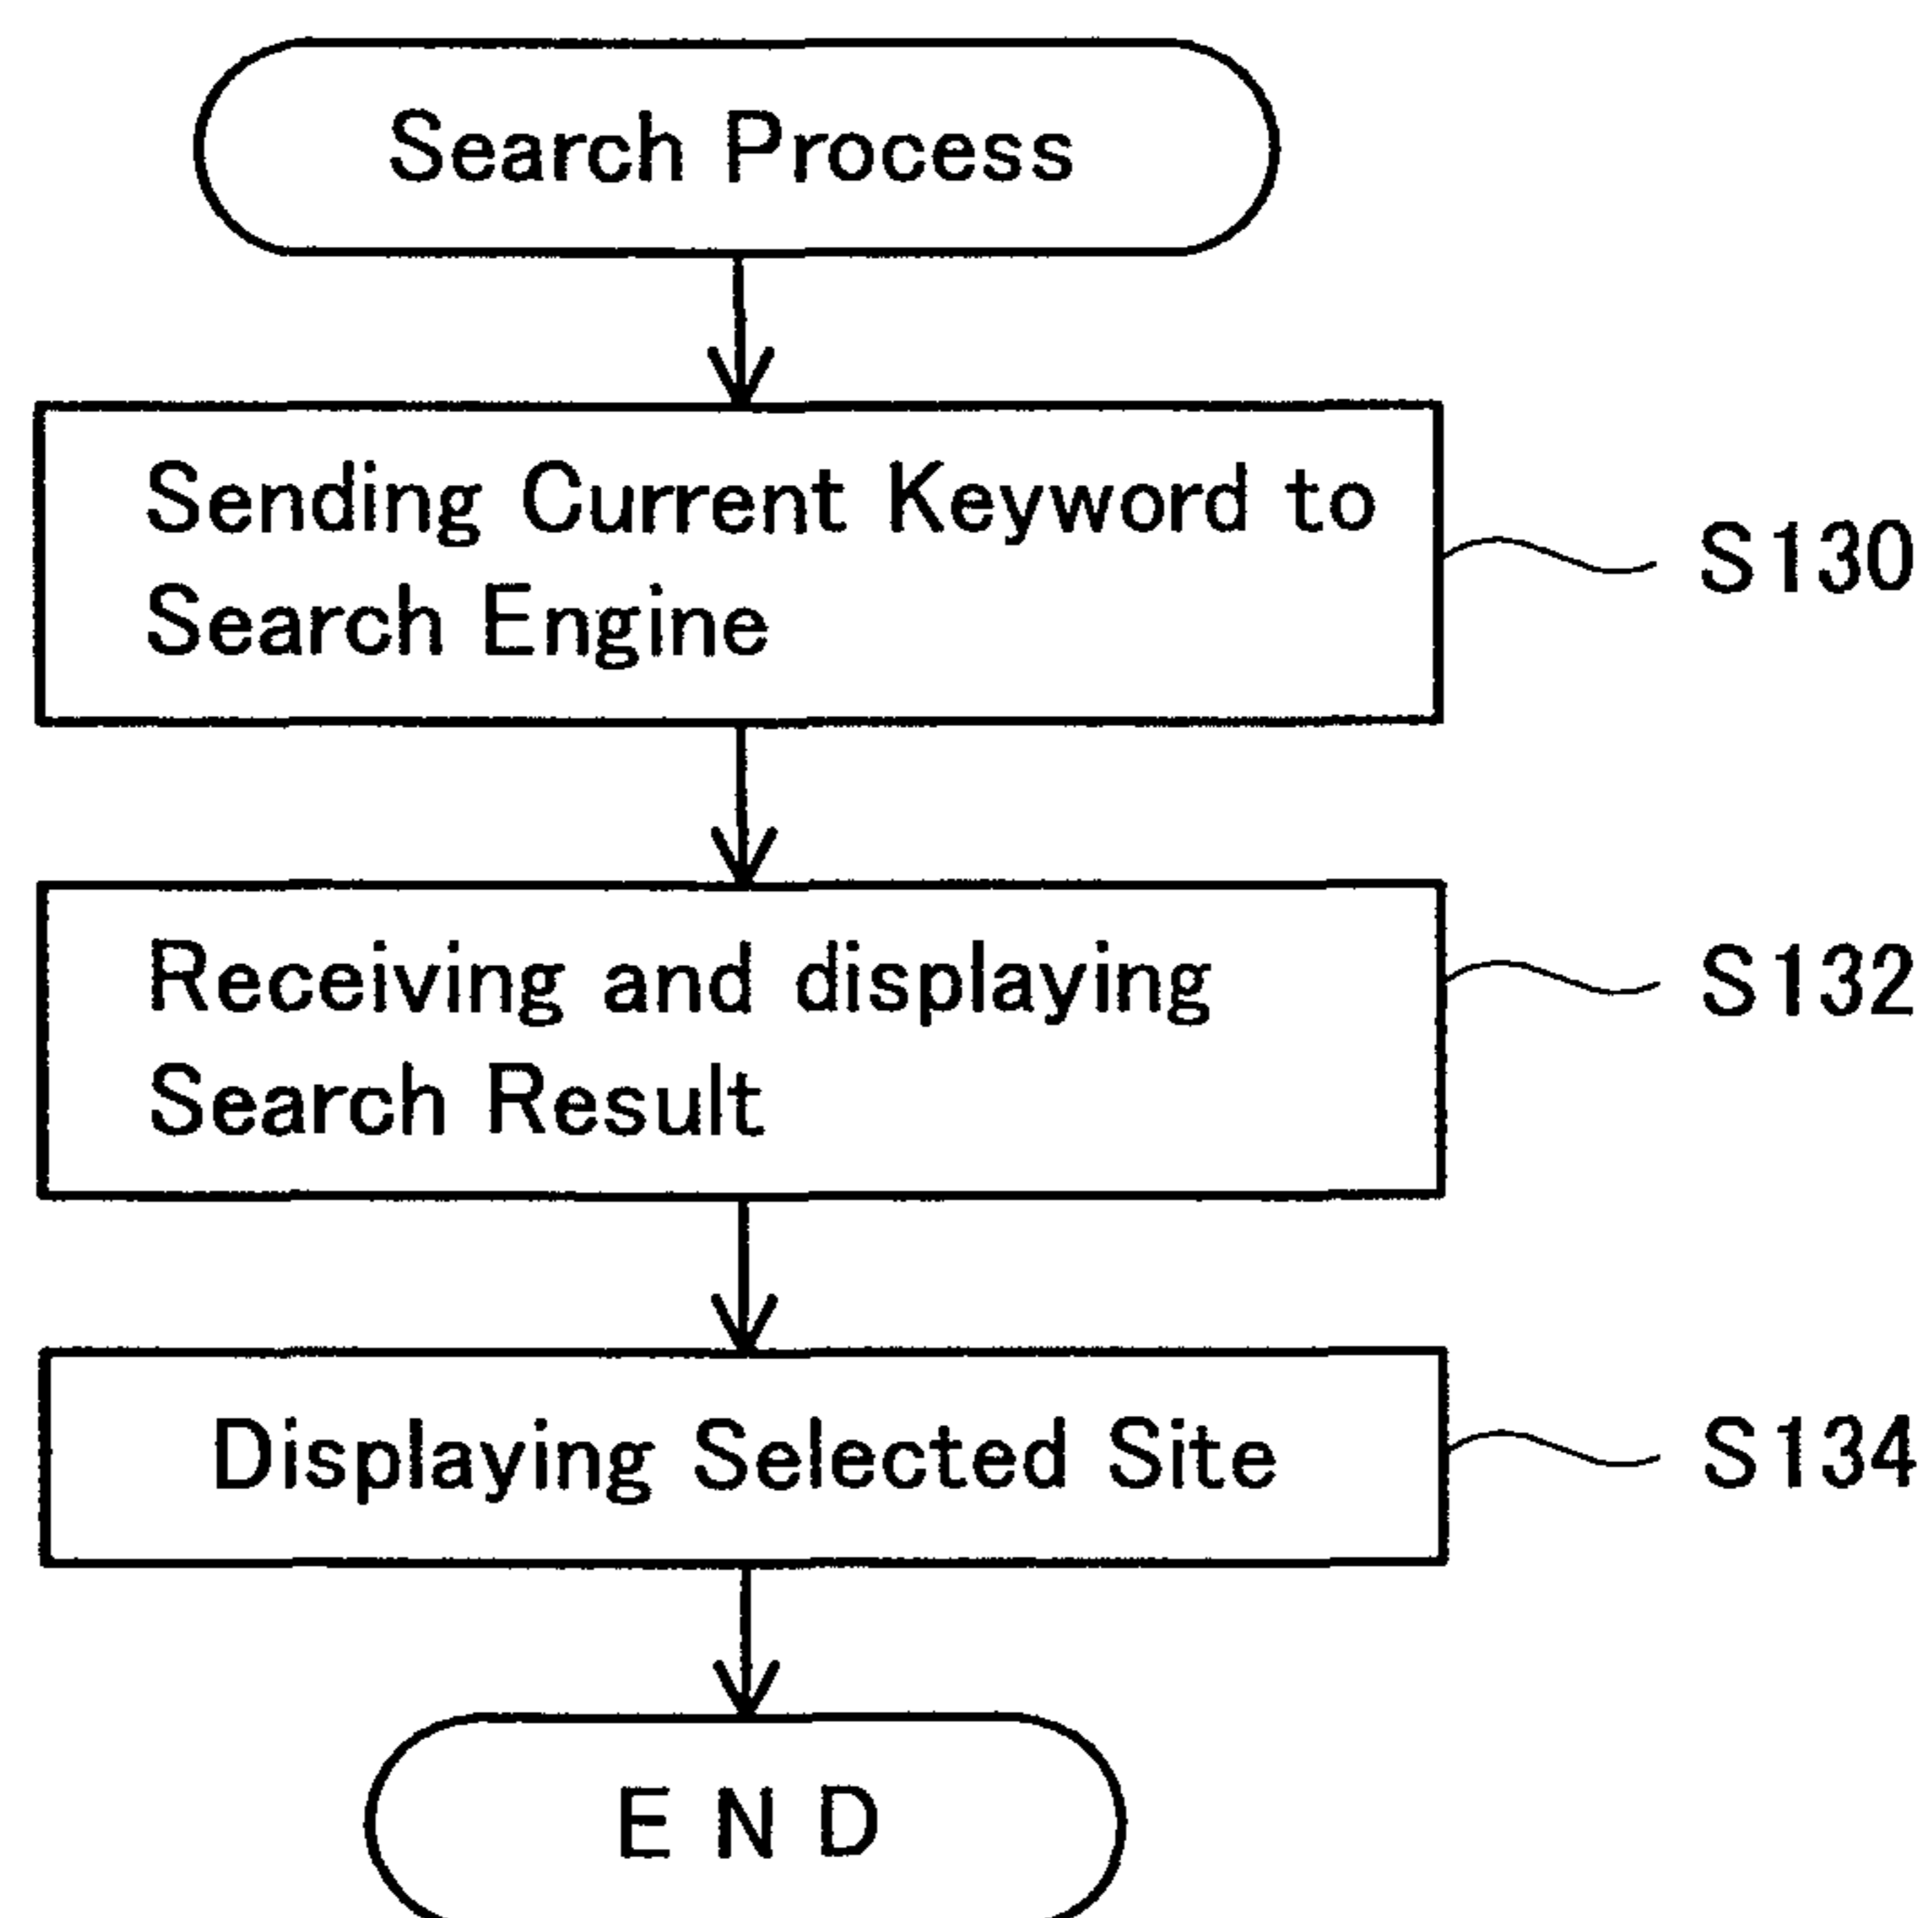 Search Process
Sending Current Keyword to
Search Engine
S130
Receiving and displaying
Search Result
S132
Displaying Selected Site
S134
END